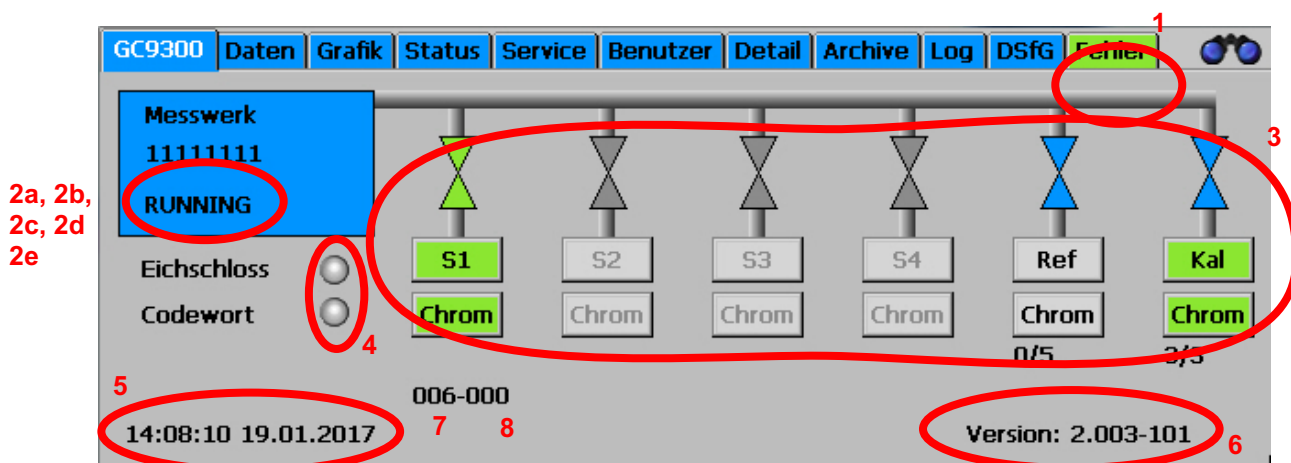 1
GC9300 Daten Grafik Status Service Benutzer Detail Archive Log DSfG Fehler
Messwerk
11111111
RUNNING
3
2a, 2b,
2c, 2d
2e
S1 S2 S3 S4 Ref Kal
Eichschloss
Codewort
Chrom Chrom Chrom Chrom Chrom Chrom
4
0/5 3/3
5
006-000
7 8
14:08:10 19.01.2017
Version: 2.003-101
6